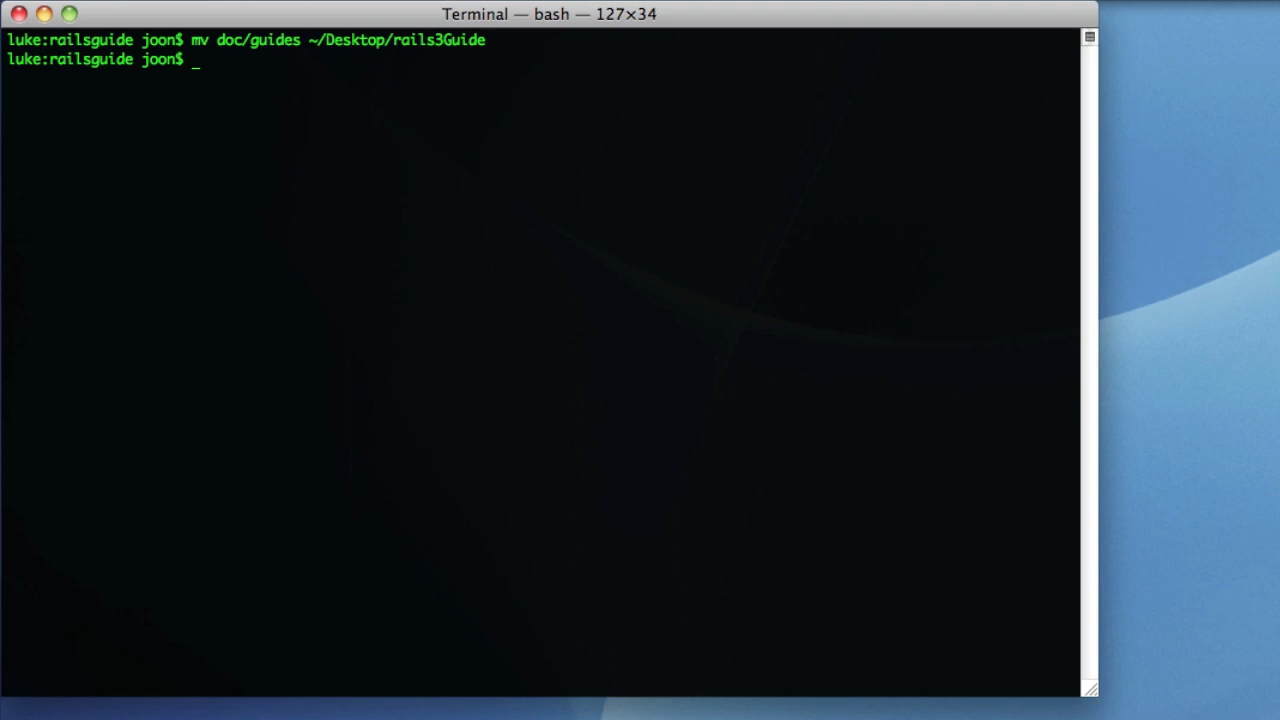 Terminal — bash — 127×34
luke:railsguide joon$ mv doc/guides ~/Desktop/rails3Guide
luke:railsguide joon$ _